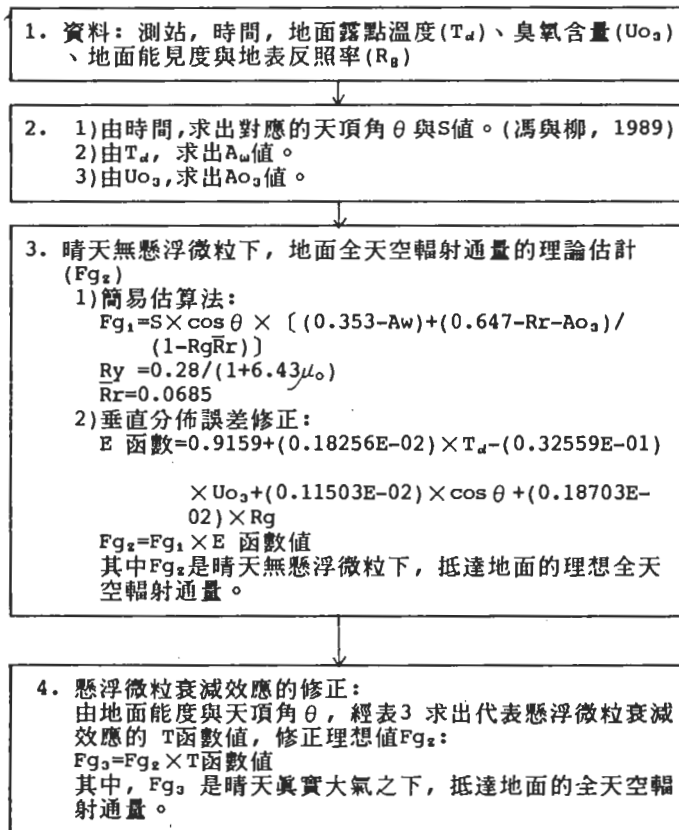 1. 資料：測站，時間，地面露點溫度(T_d)、臭氧含量(Uo₃)
、地面能見度與地表反照率(R_g)
2. 1)由時間，求出對應的天頂角θ與S值。(馮與柳，1989)
2)由T_d，求出A_ω值。
3)由Uo₃，求出Ao₃值。
3. 晴天無懸浮微粒下，地面全天空輻射通量的理論估計
(Fg₂)
1)簡易估算法：
Fg₁=S×cosθ×〔(0.353-Aw)+(0.647-Rr-Ao₃)/
(1-RgR̅r)〕
Ry =0.28/(1+6.43μ₀)
R̅r=0.0685
2)垂直分佈誤差修正：
E 函數=0.9159+(0.18256E-02)×T_d-(0.32559E-01)
×Uo₃+(0.11503E-02)×cosθ+(0.18703E-
02)×Rg
Fg₂=Fg₁×E 函數值
其中Fg₂是晴天無懸浮微粒下，抵達地面的理想全天
空輻射通量。
4. 懸浮微粒衰減效應的修正：
由地面能度與天頂角θ，經表3 求出代表懸浮微粒衰減
效應的 T函數值，修正理想值Fg₂：
Fg₃=Fg₂×T函數值
其中，Fg₃ 是晴天眞實大氣之下，抵達地面的全天空輻
射通量。